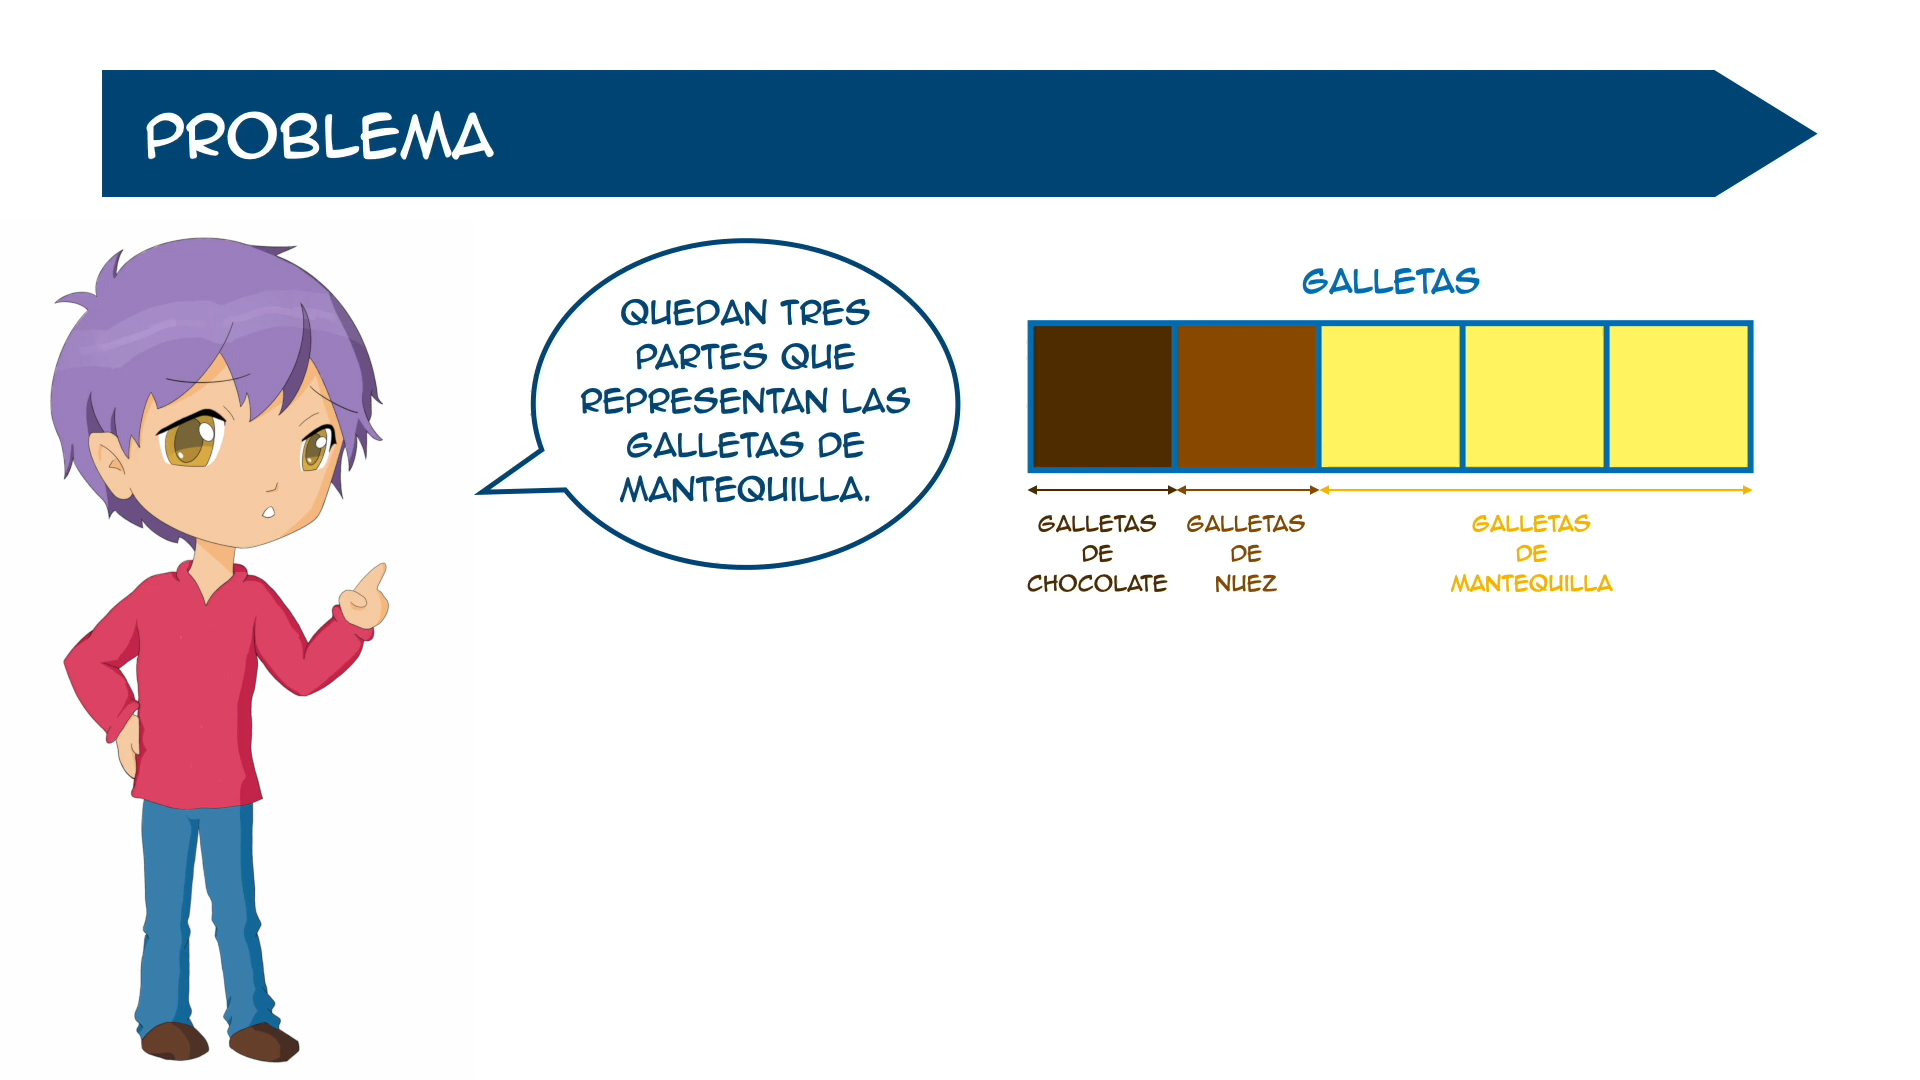 PROBLEMA
QUEDAN TRES
PARTES QUE
REPRESENTAN LAS
GALLETAS DE
MANTEQUILLA.
GALLETAS
GALLETAS
DE
CHOCOLATE
GALLETAS
DE
NUEZ
GALLETAS
DE
MANTEQUILLA